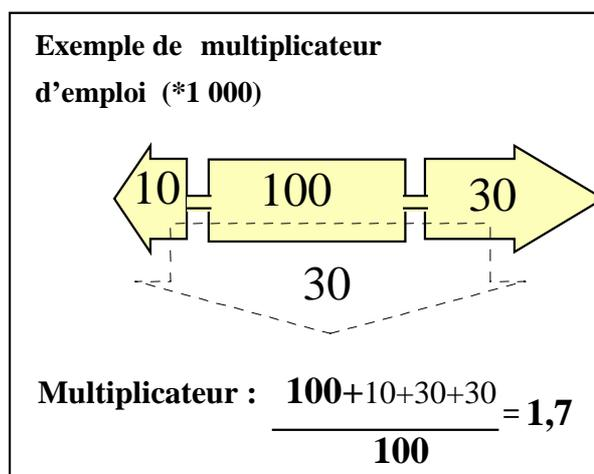 Exemple de multiplicateur
d'emploi (*1 000)
10 100 30
30
Multiplicateur : 100+10+30+30
= 1,7
100